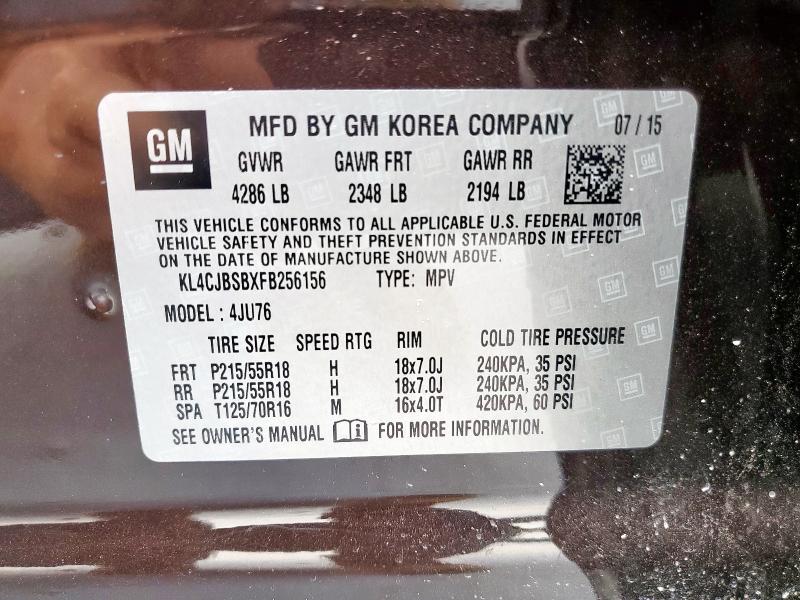 GM MFD BY GM KOREA COMPANY 07 / 15
GVWR GAWR FRT GAWR RR
4286 LB 2348 LB 2194 LB
THIS VEHICLE CONFORMS TO ALL APPLICABLE U.S. FEDERAL MOTOR
VEHICLE SAFETY AND THEFT PREVENTION STANDARDS IN EFFECT
ON THE DATE OF MANUFACTURE SHOWN ABOVE.
KL4CJBSBXFB256156 TYPE: MPV
MODEL : 4JU76
TIRE SIZE SPEED RTG RIM COLD TIRE PRESSURE
FRT P215/55R18 H 18x7.0J 240KPA, 35 PSI
RR P215/55R18 H 18x7.0J 240KPA, 35 PSI
SPA T125/70R16 M 16x4.0T 420KPA, 60 PSI
SEE OWNER'S MANUAL FOR MORE INFORMATION.